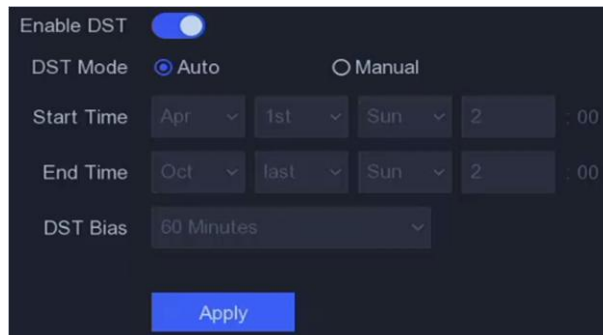 Enable DST
DST Mode Auto Manual
Start Time Apr 1st Sun 2 : 00
End Time Oct last Sun 2 : 00
DST Bias 60 Minutes
Apply